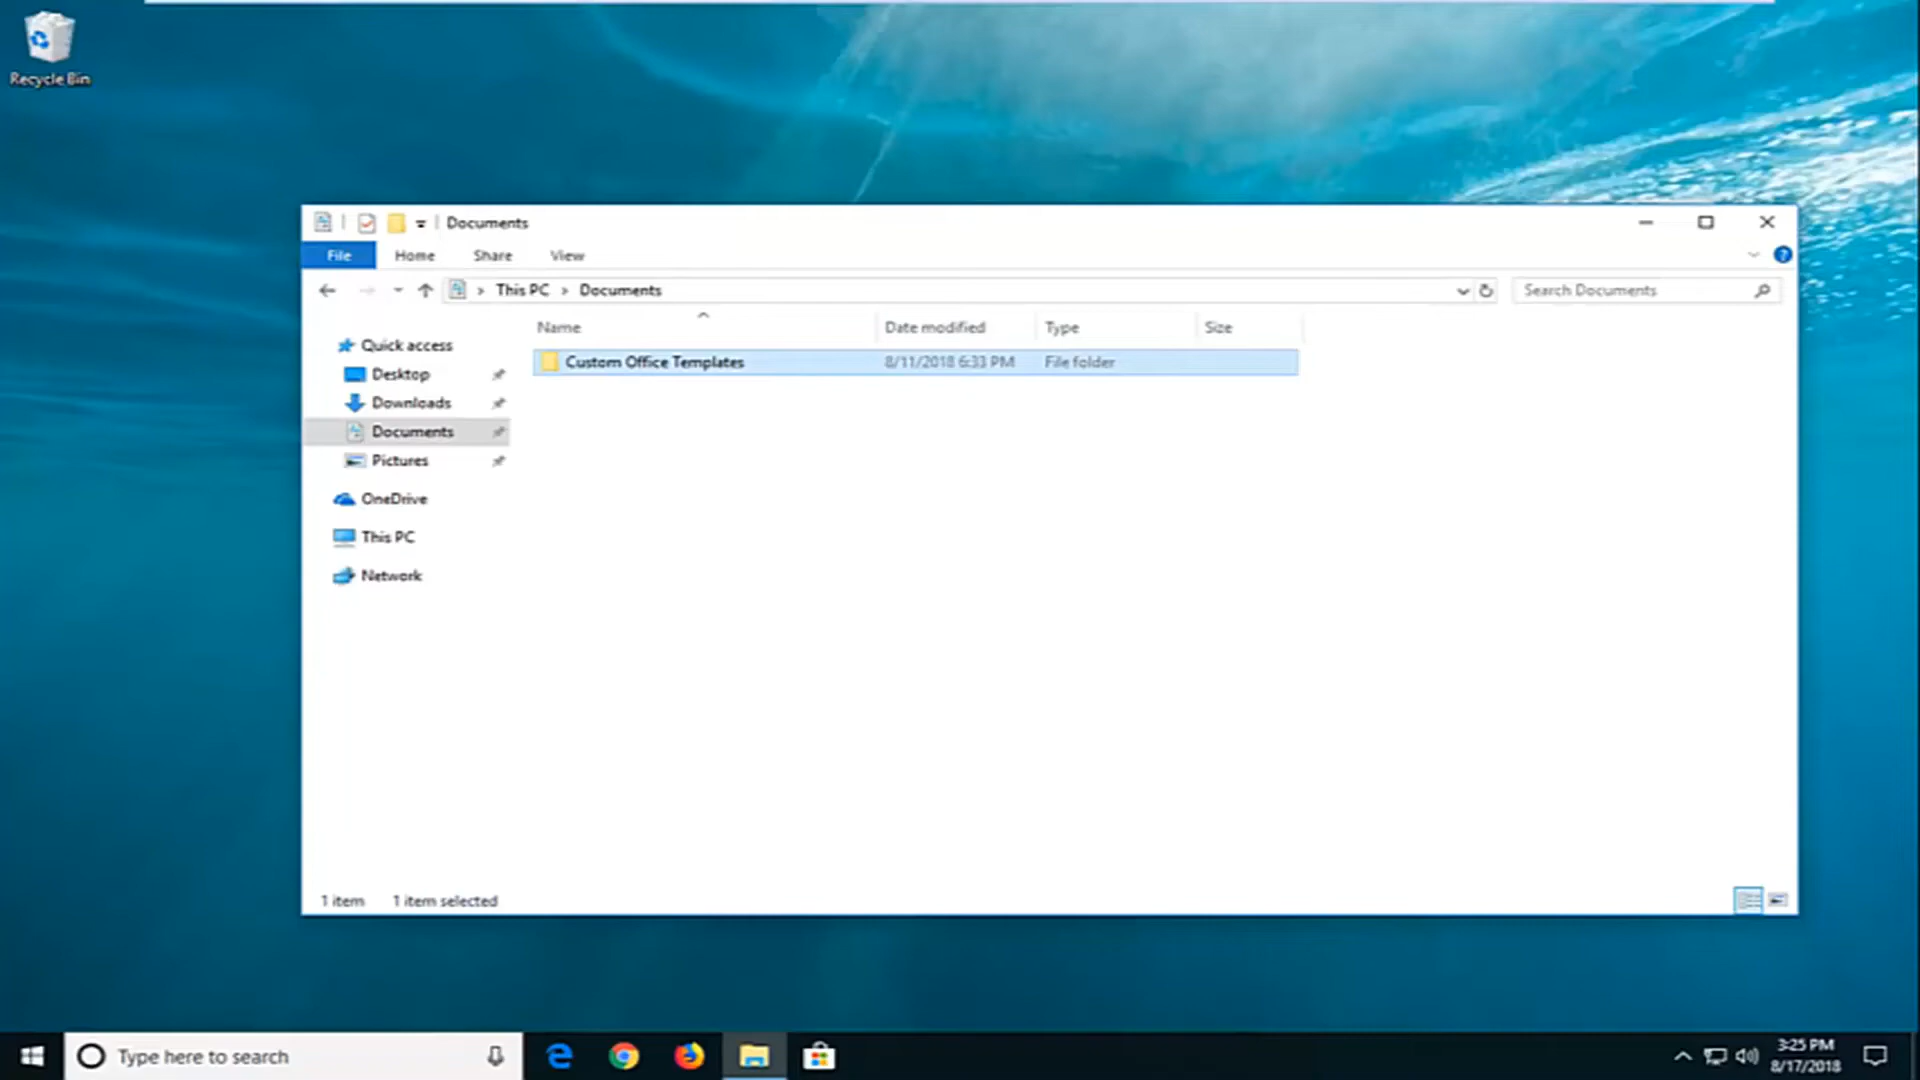 Recycle Bin
Documents
File Home Share View
This PC Documents
Search Documents
Name Date modified Type Size
Custom Office Templates 8/11/2018 6:33 PM File folder
Quick access
Desktop
Downloads
Documents
Pictures
OneDrive
This PC
Network
1 item 1 item selected
Type here to search
3:25 PM
8/17/2018